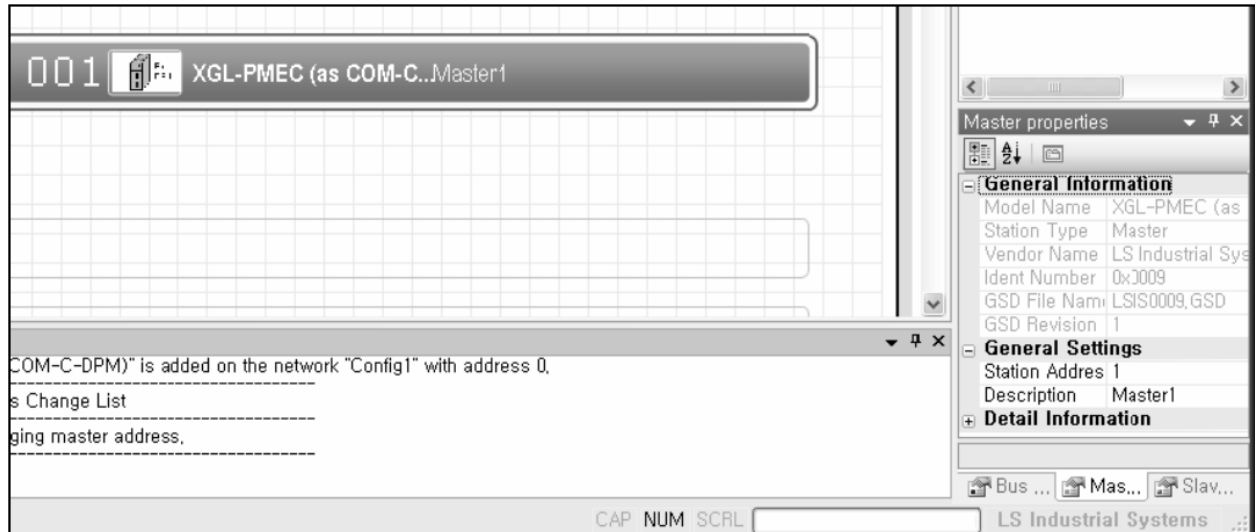 001 XGL-PMEC (as COM-C...Master1
Master properties
General Information
Model Name XGL-PMEC (as
Station Type Master
Vendor Name LS Industrial Sys
Ident Number 0x0009
GSD File Nam LSIS0009,GSD
GSD Revision 1
General Settings
Station Addres 1
Description Master1
Detail Information
COM-C-DPM)" is added on the network "Config1" with address 0,
----------------------------------
s Change List
----------------------------------
ging master address,
----------------------------------
Bus ... Mas... Slav...
CAP NUM SCRL LS Industrial Systems